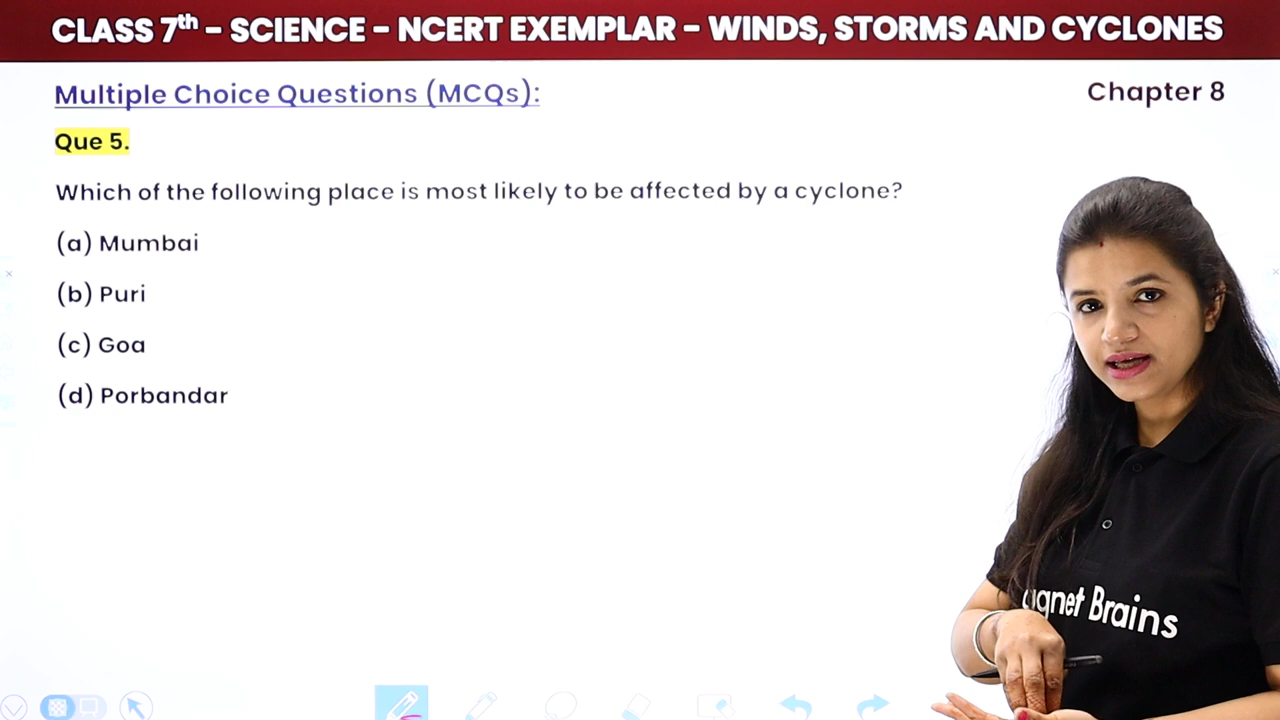 CLASS 7th – SCIENCE – NCERT EXEMPLAR – WINDS, STORMS AND CYCLONES
Multiple Choice Questions (MCQs):
Chapter 8
Que 5.
Which of the following place is most likely to be affected by a cyclone?
(a) Mumbai
(b) Puri
(c) Goa
(d) Porbandar
Brains